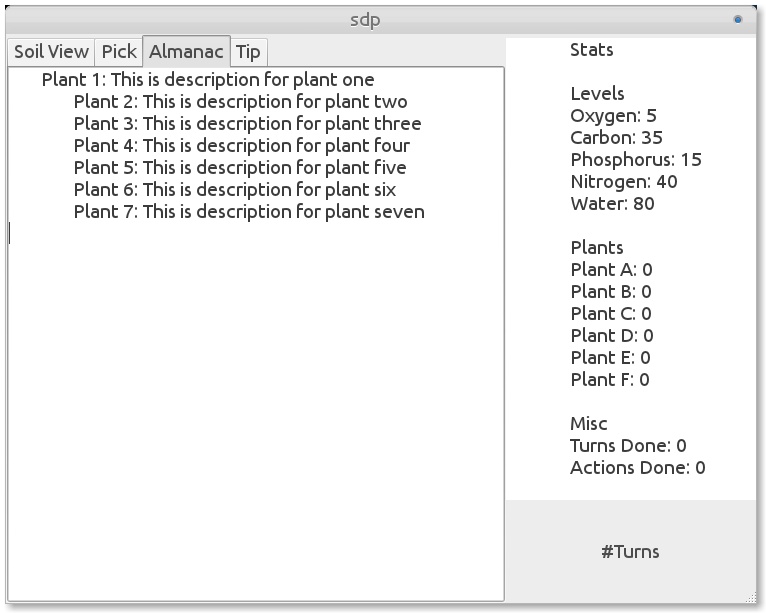 sdp
Soil View Pick Almanac Tip
Plant 1: This is description for plant one
Plant 2: This is description for plant two
Plant 3: This is description for plant three
Plant 4: This is description for plant four
Plant 5: This is description for plant five
Plant 6: This is description for plant six
Plant 7: This is description for plant seven
Stats
Levels
Oxygen: 5
Carbon: 35
Phosphorus: 15
Nitrogen: 40
Water: 80
Plants
Plant A: 0
Plant B: 0
Plant C: 0
Plant D: 0
Plant E: 0
Plant F: 0
Misc
Turns Done: 0
Actions Done: 0
#Turns